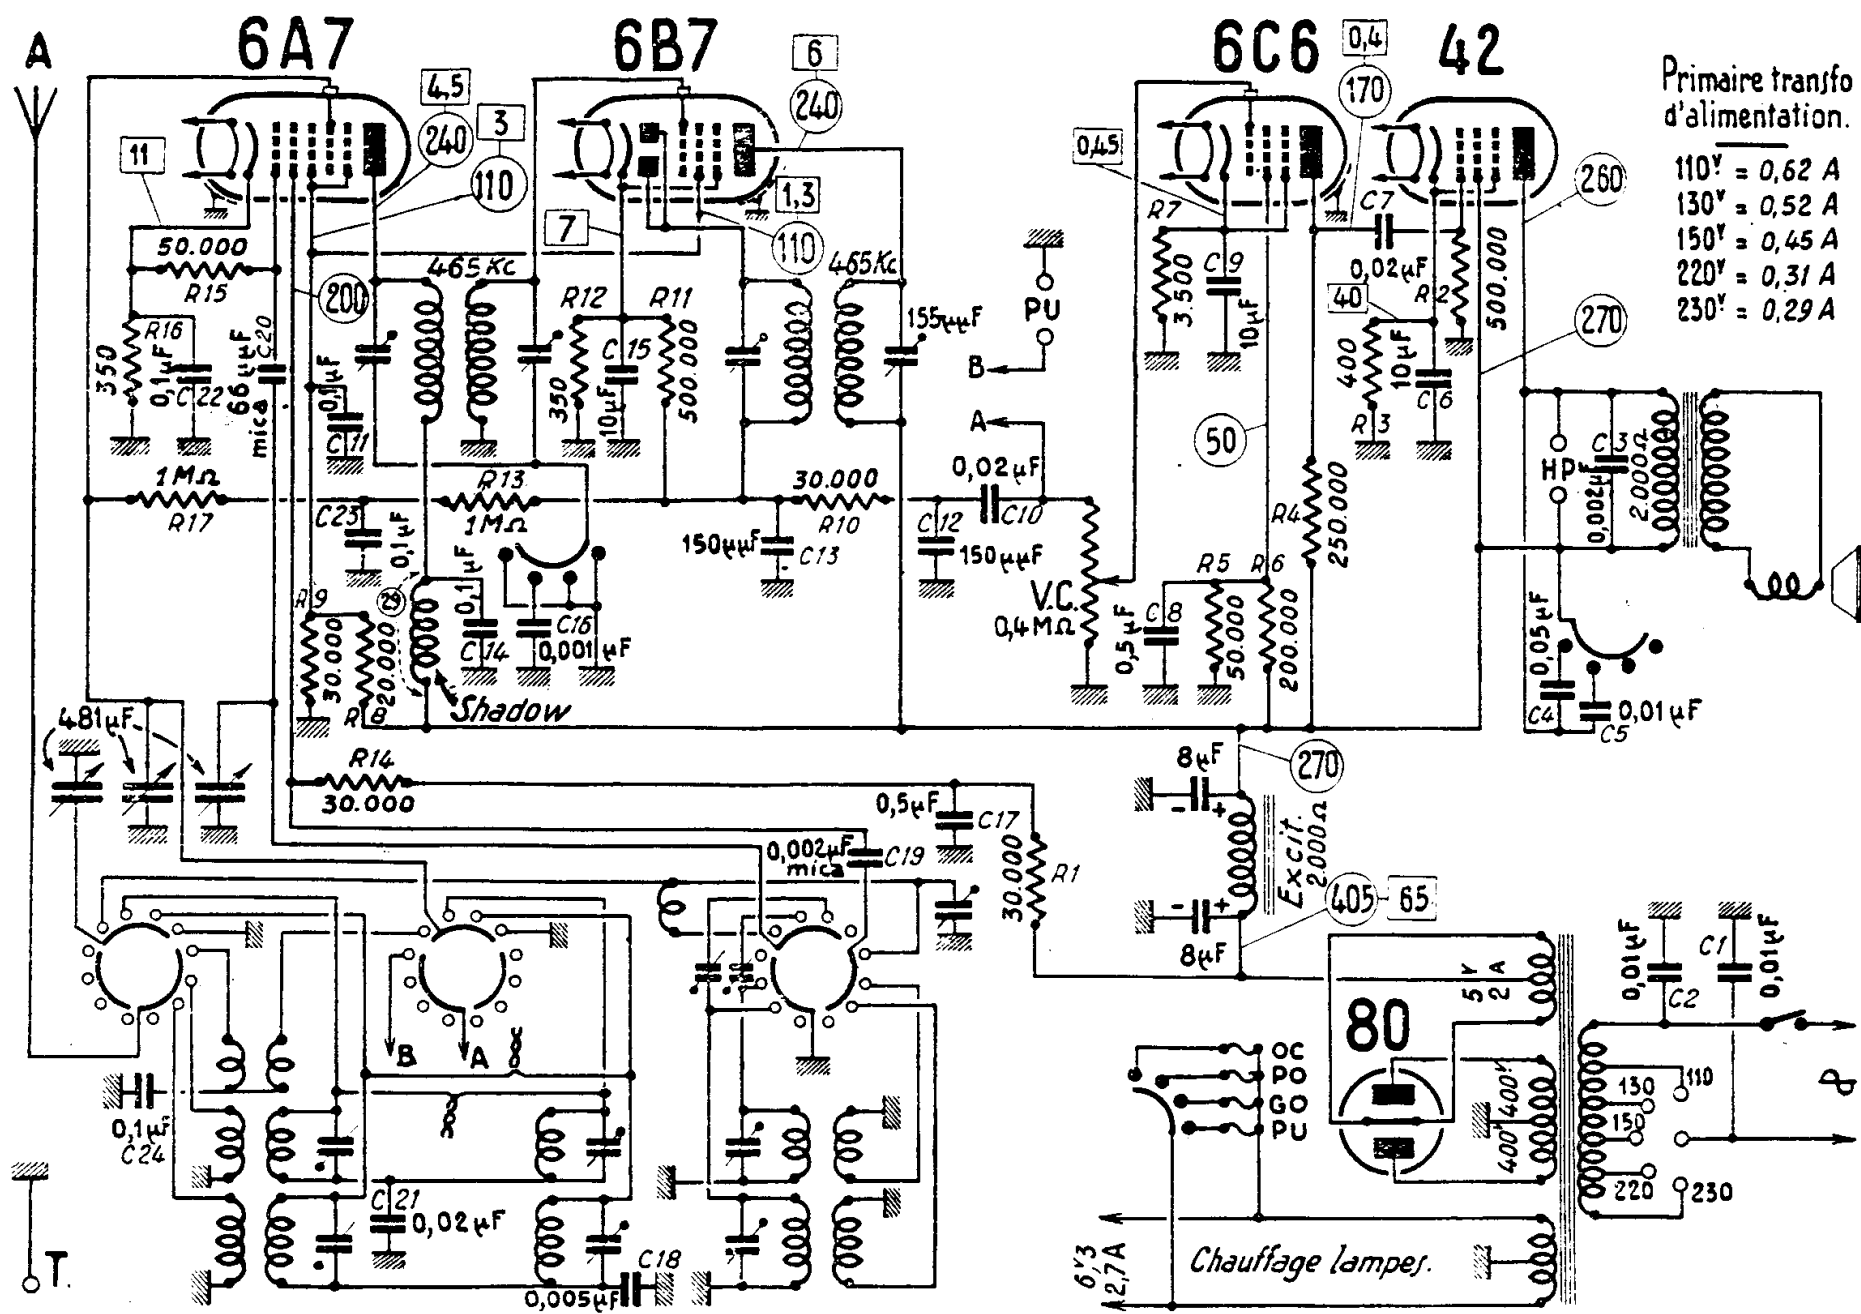 A
6A7
6B7
6C6
42
Primaire transfo
d'alimentation.
110v = 0,62 A
130v = 0,52 A
150v = 0,45 A
220v = 0,31 A
230v = 0,29 A
4,5
240
3
110
11
6
240
1,3
110
7
0,4
170
0,45
260
270
40
50.000
R15
200
465 Kc
465 Kc
R16
350
0,1µF
C22
66 µµF
mica
C20
0,1µF
C11
R12
350
C15
10µF
R11
500.000
155µµF
PU
B
A
R7
3.500
C9
10µF
C7
0,02µF
R2
500.000
400
R3
10µF
C6
50
HP
C3
0,002µF
2.000Ω
1MΩ
R17
C23
0,1µF
R13
1MΩ
30.000
R10
150µµF
C13
C12
150µµF
0,02µF
C10
V.C.
0,4MΩ
R4
250.000
R5
50.000
R6
200.000
C8
0,5µF
R9
30.000
R8
20.000
29
0,1µF
C14
C16
0,001µF
Shadow
0,05µF
C4
C5
0,01µF
481µF
R14
30.000
0,5µF
C17
0,002µF
mica
C19
30.000
R1
8µF
- +
270
Excit.
2.000Ω
- +
8µF
405
65
B
A
0,1µF
C24
C21
0,02µF
0,005µF
C18
T.
5v
2A
80
400v
400v
0,01µF
C2
C1
0,01µF
OC
PO
GO
PU
110
130
150
220
230
6v3
2,7A
Chauffage lampes.